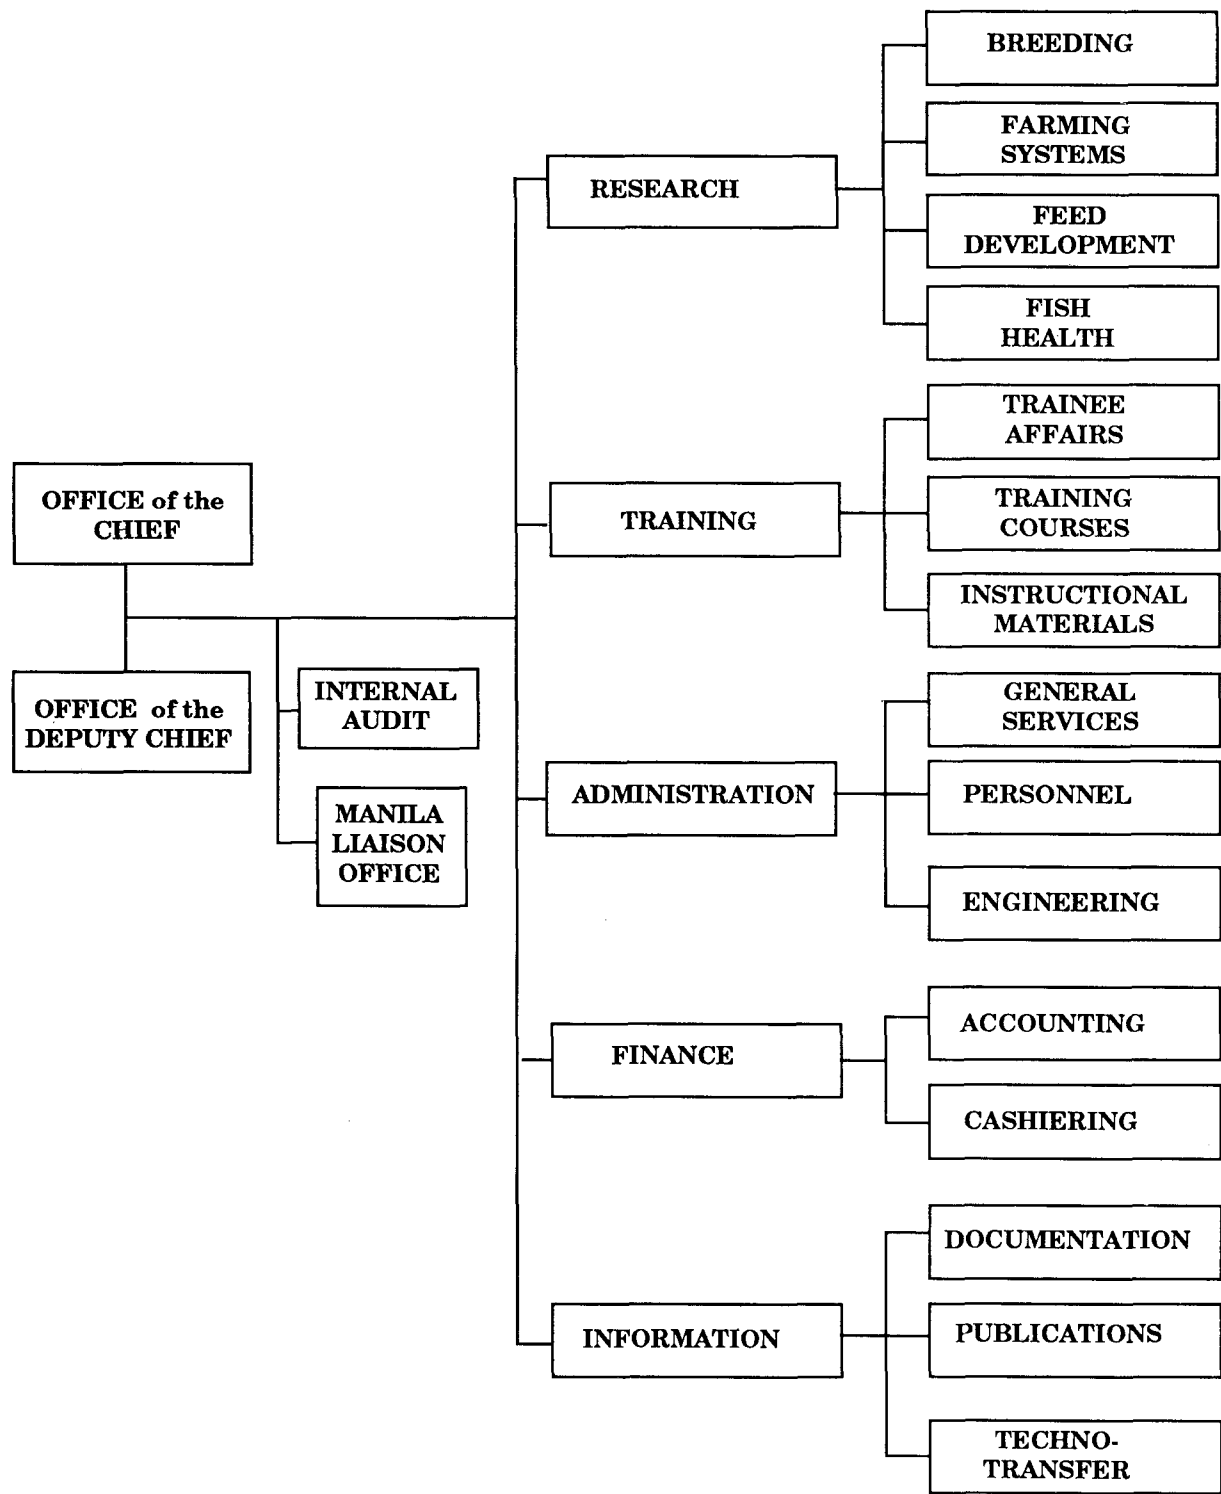 OFFICE of the
CHIEF
OFFICE of the
DEPUTY CHIEF
INTERNAL
AUDIT
MANILA
LIAISON
OFFICE
RESEARCH
BREEDING
FARMING
SYSTEMS
FEED
DEVELOPMENT
FISH
HEALTH
TRAINING
TRAINEE
AFFAIRS
TRAINING
COURSES
INSTRUCTIONAL
MATERIALS
ADMINISTRATION
GENERAL
SERVICES
PERSONNEL
ENGINEERING
FINANCE
ACCOUNTING
CASHIERING
INFORMATION
DOCUMENTATION
PUBLICATIONS
TECHNO-
TRANSFER